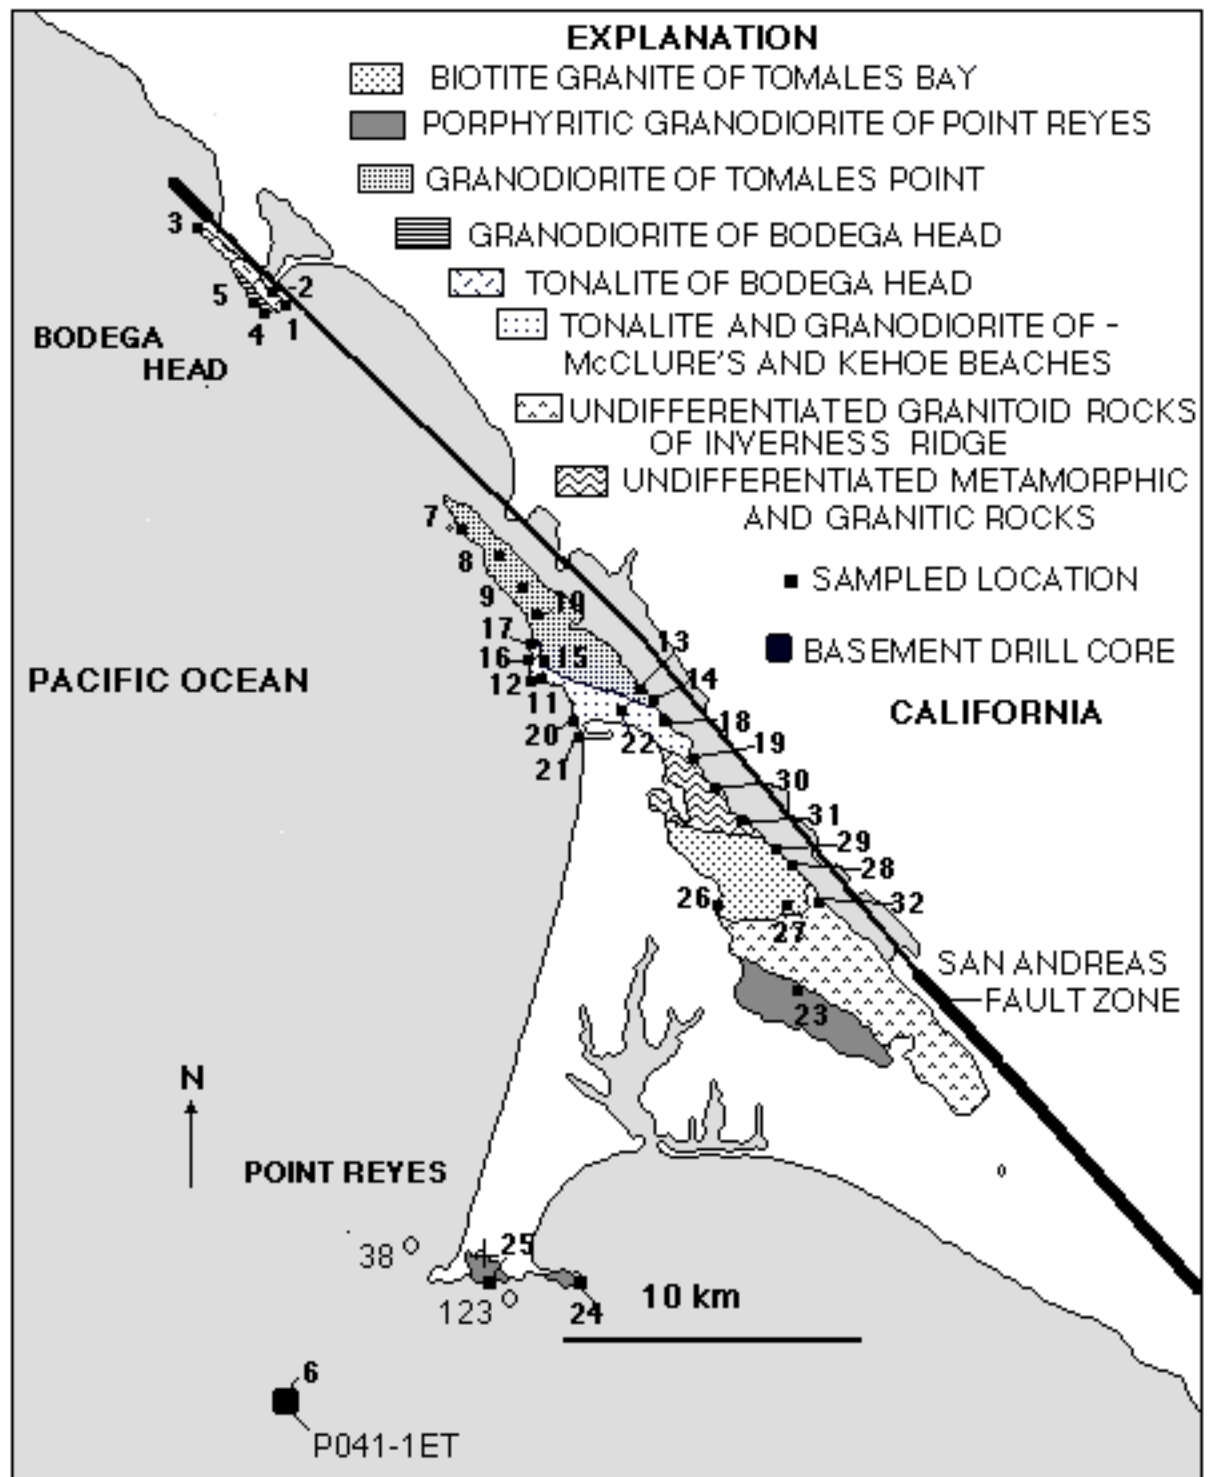 EXPLANATION
BIOTITE GRANITE OF TOMALES BAY
PORPHYRITIC GRANODIORITE OF POINT REYES
GRANODIORITE OF TOMALES POINT
GRANODIORITE OF BODEGA HEAD
TONALITE OF BODEGA HEAD
TONALITE AND GRANODIORITE OF -
McCLURE'S AND KEHOE BEACHES
UNDIFFERENTIATED GRANITOID ROCKS
OF INVERNESS RIDGE
UNDIFFERENTIATED METAMORPHIC
AND GRANITIC ROCKS
SAMPLED LOCATION
BASEMENT DRILL CORE
3
2
5
4
1
BODEGA
HEAD
7
8
9
10
17
13
16
15
12
11
14
PACIFIC OCEAN
CALIFORNIA
20
22
18
21
19
30
31
29
28
26
27
32
SAN ANDREAS
FAULT ZONE
23
N
POINT REYES
38°
25
123°
24
10 km
6
P041-1ET